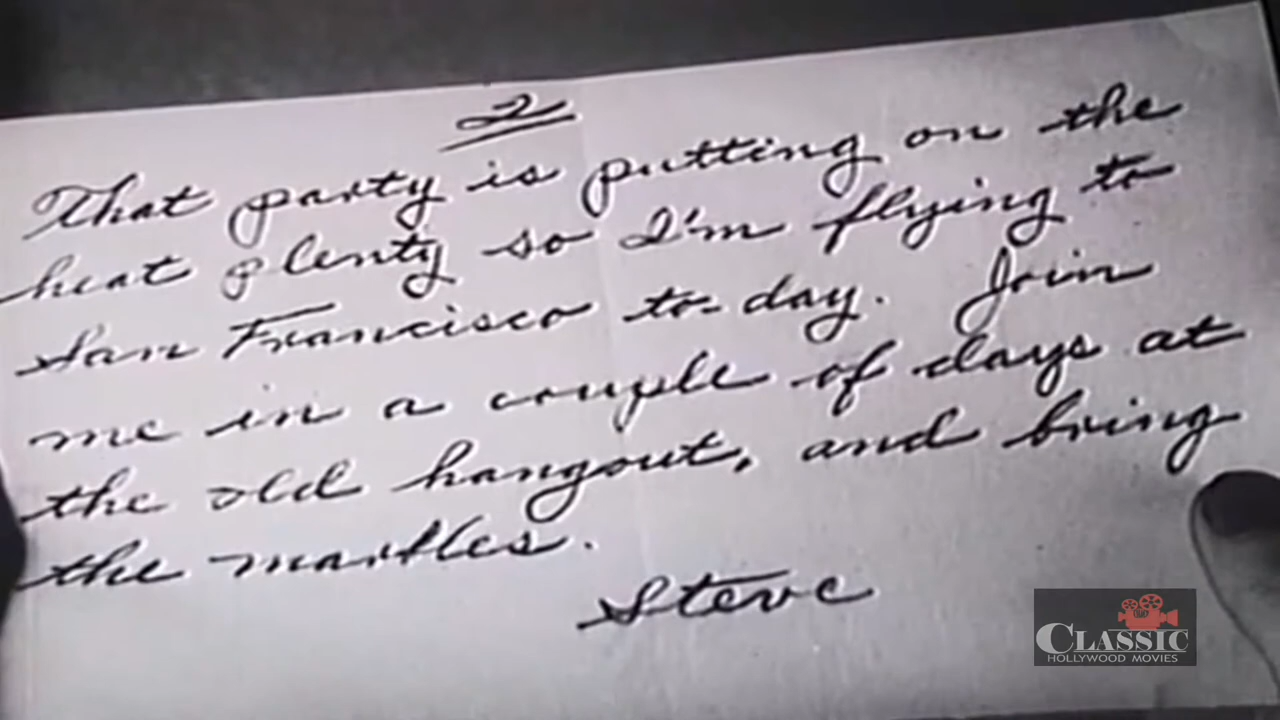 2
That party is putting on the
heat plenty so I'm flying to
San Francisco to-day. Join
me in a couple of days at
the old hangout, and bring
the marbles.
Steve
CLASSIC
HOLLYWOOD MOVIES